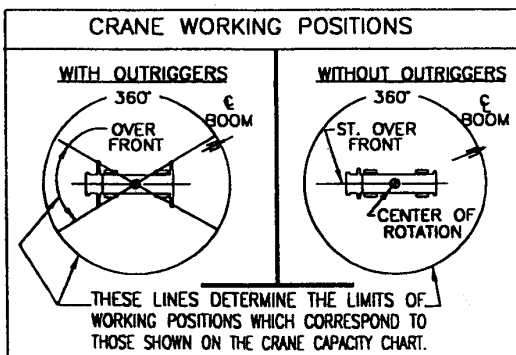 CRANE WORKING POSITIONS
WITH OUTRIGGERS
360°
℄
BOOM
OVER
FRONT
WITHOUT OUTRIGGERS
360°
℄
BOOM
ST. OVER
FRONT
CENTER OF
ROTATION
THESE LINES DETERMINE THE LIMITS OF
WORKING POSITIONS WHICH CORRESPOND TO
THOSE SHOWN ON THE CRANE CAPACITY CHART.